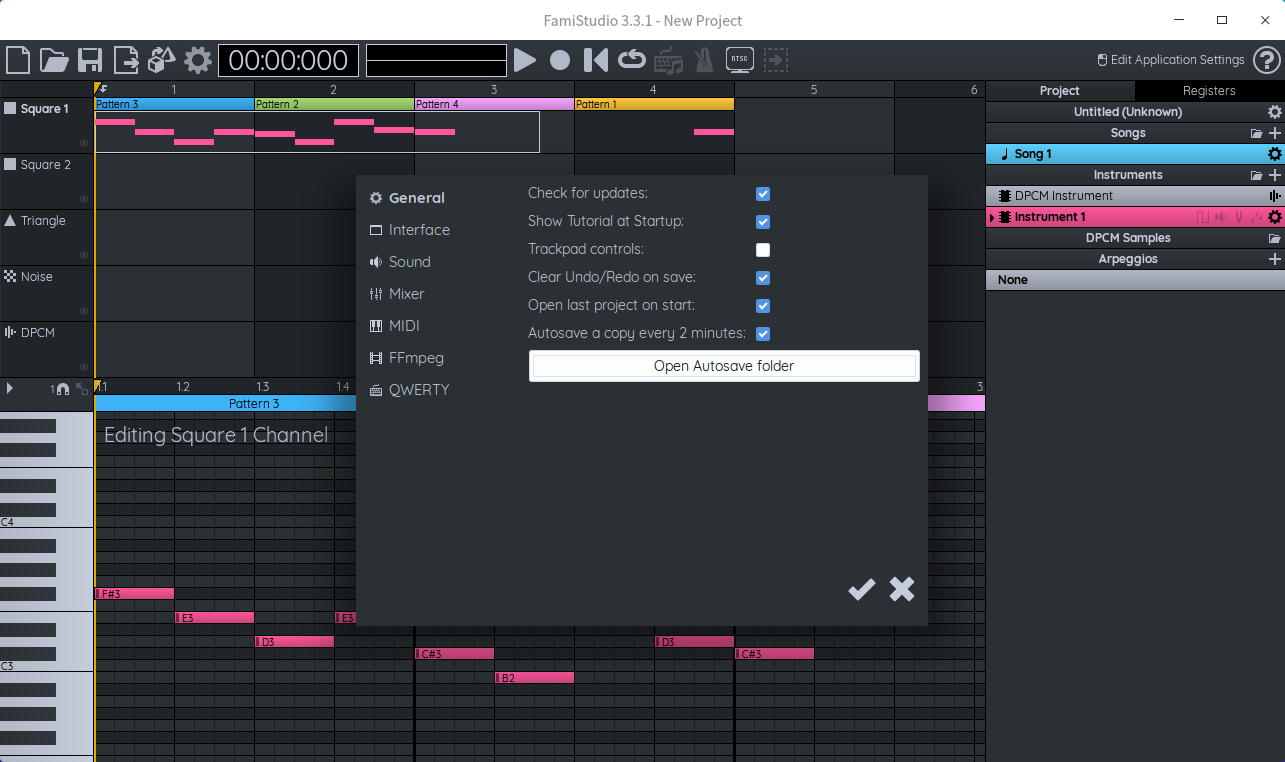 FamiStudio 3.3.1 - New Project
00:00:000
NTSC
Edit Application Settings
1 2 3 4 5 6
Project Registers
Square 1
Pattern 3 Pattern 2 Pattern 4 Pattern 1
Untitled (Unknown)
Songs
Song 1
Square 2
Instruments
DPCM Instrument
Triangle
Instrument 1
DPCM Samples
Noise
Arpeggios
None
DPCM
General
Interface
Sound
Mixer
MIDI
FFmpeg
QWERTY
Check for updates:
Show Tutorial at Startup:
Trackpad controls:
Clear Undo/Redo on save:
Open last project on start:
Autosave a copy every 2 minutes:
Open Autosave folder
1
1.1 1.2 1.3 1.4 3.
Pattern 3
Editing Square 1 Channel
C4
F#3
E3 E3
D3 D3
C#3 C#3
C3
B2